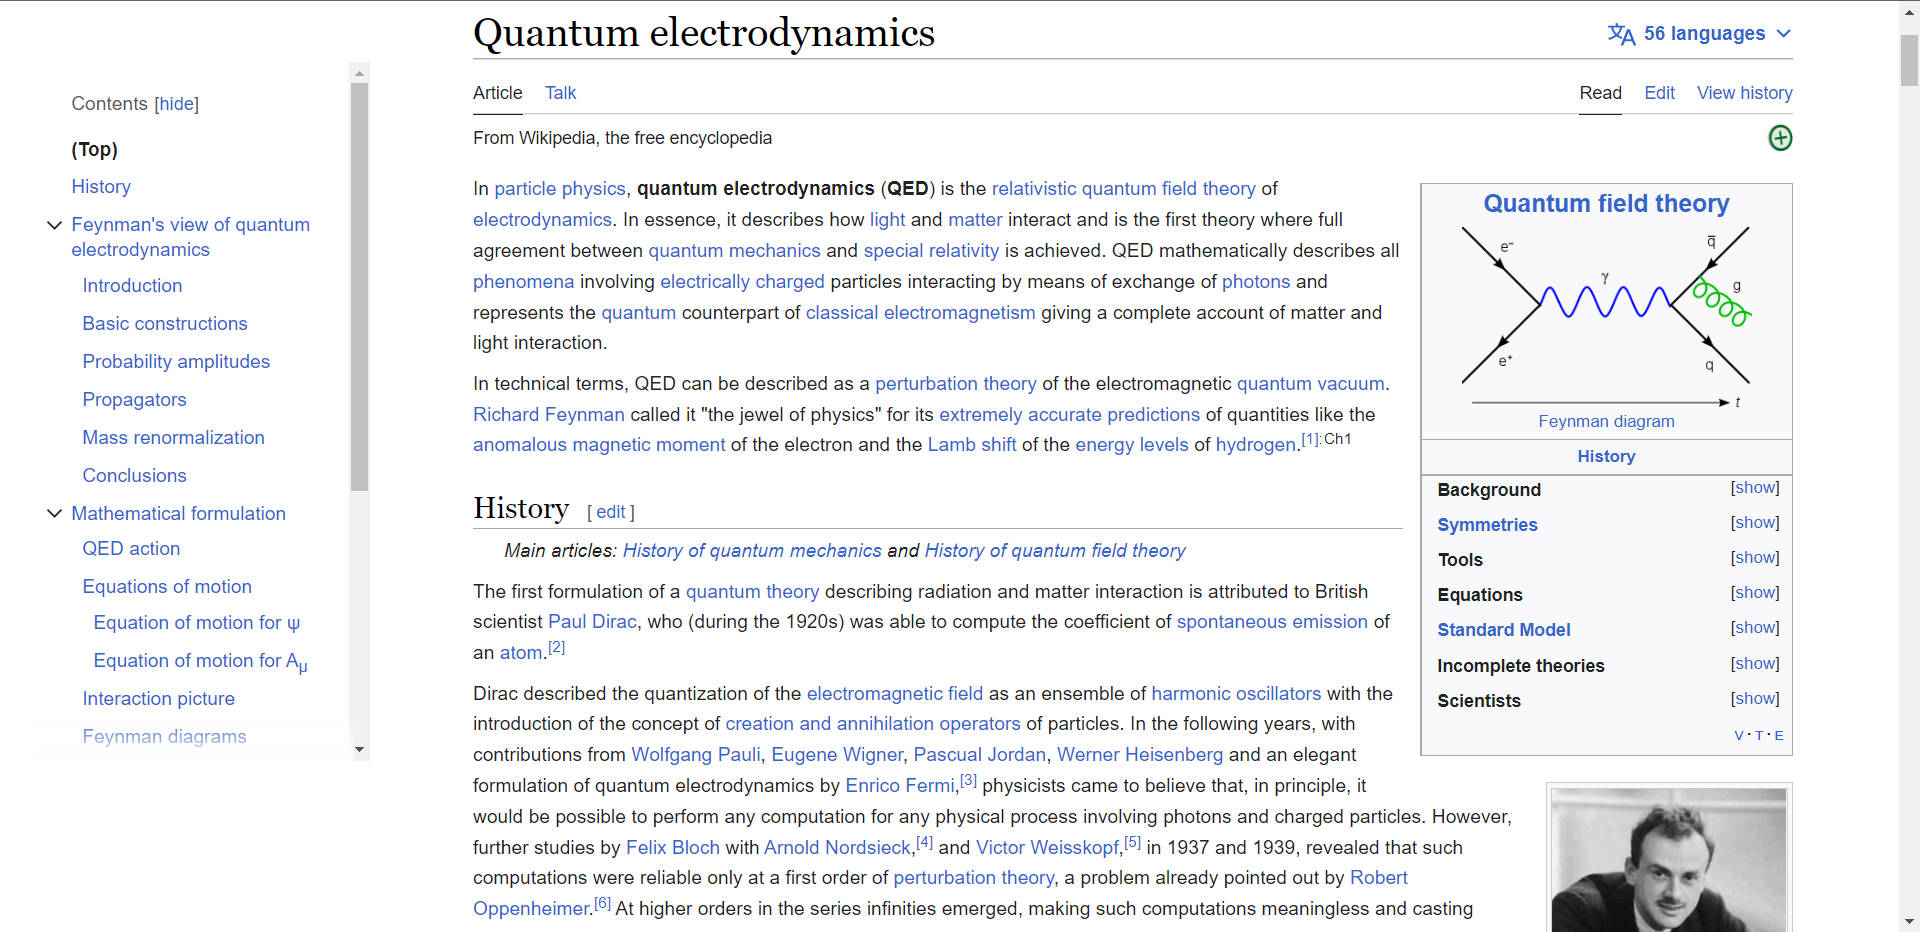 Quantum electrodynamics
56 languages
Contents [hide]
(Top)
History
Feynman's view of quantum
electrodynamics
Introduction
Basic constructions
Probability amplitudes
Propagators
Mass renormalization
Conclusions
Mathematical formulation
QED action
Equations of motion
Equation of motion for ψ
Equation of motion for Aμ
Interaction picture
Feynman diagrams
Article Talk
Read Edit View history
From Wikipedia, the free encyclopedia
In particle physics, quantum electrodynamics (QED) is the relativistic quantum field theory of
electrodynamics. In essence, it describes how light and matter interact and is the first theory where full
agreement between quantum mechanics and special relativity is achieved. QED mathematically describes all
phenomena involving electrically charged particles interacting by means of exchange of photons and
represents the quantum counterpart of classical electromagnetism giving a complete account of matter and
light interaction.
In technical terms, QED can be described as a perturbation theory of the electromagnetic quantum vacuum.
Richard Feynman called it "the jewel of physics" for its extremely accurate predictions of quantities like the
anomalous magnetic moment of the electron and the Lamb shift of the energy levels of hydrogen.[1]:Ch1
History [ edit ]
Main articles: History of quantum mechanics and History of quantum field theory
The first formulation of a quantum theory describing radiation and matter interaction is attributed to British
scientist Paul Dirac, who (during the 1920s) was able to compute the coefficient of spontaneous emission of
an atom.[2]
Dirac described the quantization of the electromagnetic field as an ensemble of harmonic oscillators with the
introduction of the concept of creation and annihilation operators of particles. In the following years, with
contributions from Wolfgang Pauli, Eugene Wigner, Pascual Jordan, Werner Heisenberg and an elegant
formulation of quantum electrodynamics by Enrico Fermi,[3] physicists came to believe that, in principle, it
would be possible to perform any computation for any physical process involving photons and charged particles. However,
further studies by Felix Bloch with Arnold Nordsieck,[4] and Victor Weisskopf,[5] in 1937 and 1939, revealed that such
computations were reliable only at a first order of perturbation theory, a problem already pointed out by Robert
Oppenheimer.[6] At higher orders in the series infinities emerged, making such computations meaningless and casting
Quantum field theory
e⁻
q̄
γ
g
e⁺
q
t
Feynman diagram
History
Background [show]
Symmetries [show]
Tools [show]
Equations [show]
Standard Model [show]
Incomplete theories [show]
Scientists [show]
V · T · E